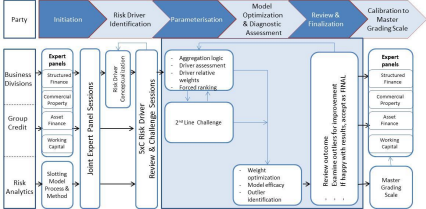 Party
Initiation
Risk Driver
Identification
Parameterisation
Model
Optimization
& Diagnostic
Assessment
Review &
Finalization
Calibration to
Master
Grading Scale
Business
Divisions
Group
Credit
Risk
Analytics
Expert
panels
Structured
Finance
Commercial
Property
Asset
Finance
Working
Capital
Slotting
Model
Process &
Method
Joint Expert Panel Sessions
Risk Driver
Conceptualization
SxC Risk Driver
Review & Challenge Sessions
- Aggregation logic
- Driver assessment
- Driver relative
weights
- Forced ranking
2nd Line Challenge
- Weight
optimization
- Model efficacy
- Outlier
identification
Review outcome
Examine outliers for improvement
If happy with results, accept as FINAL
Expert
panels
Structured
Finance
Commercial
Property
Asset
Finance
Working
Capital
Master
Grading
Scale